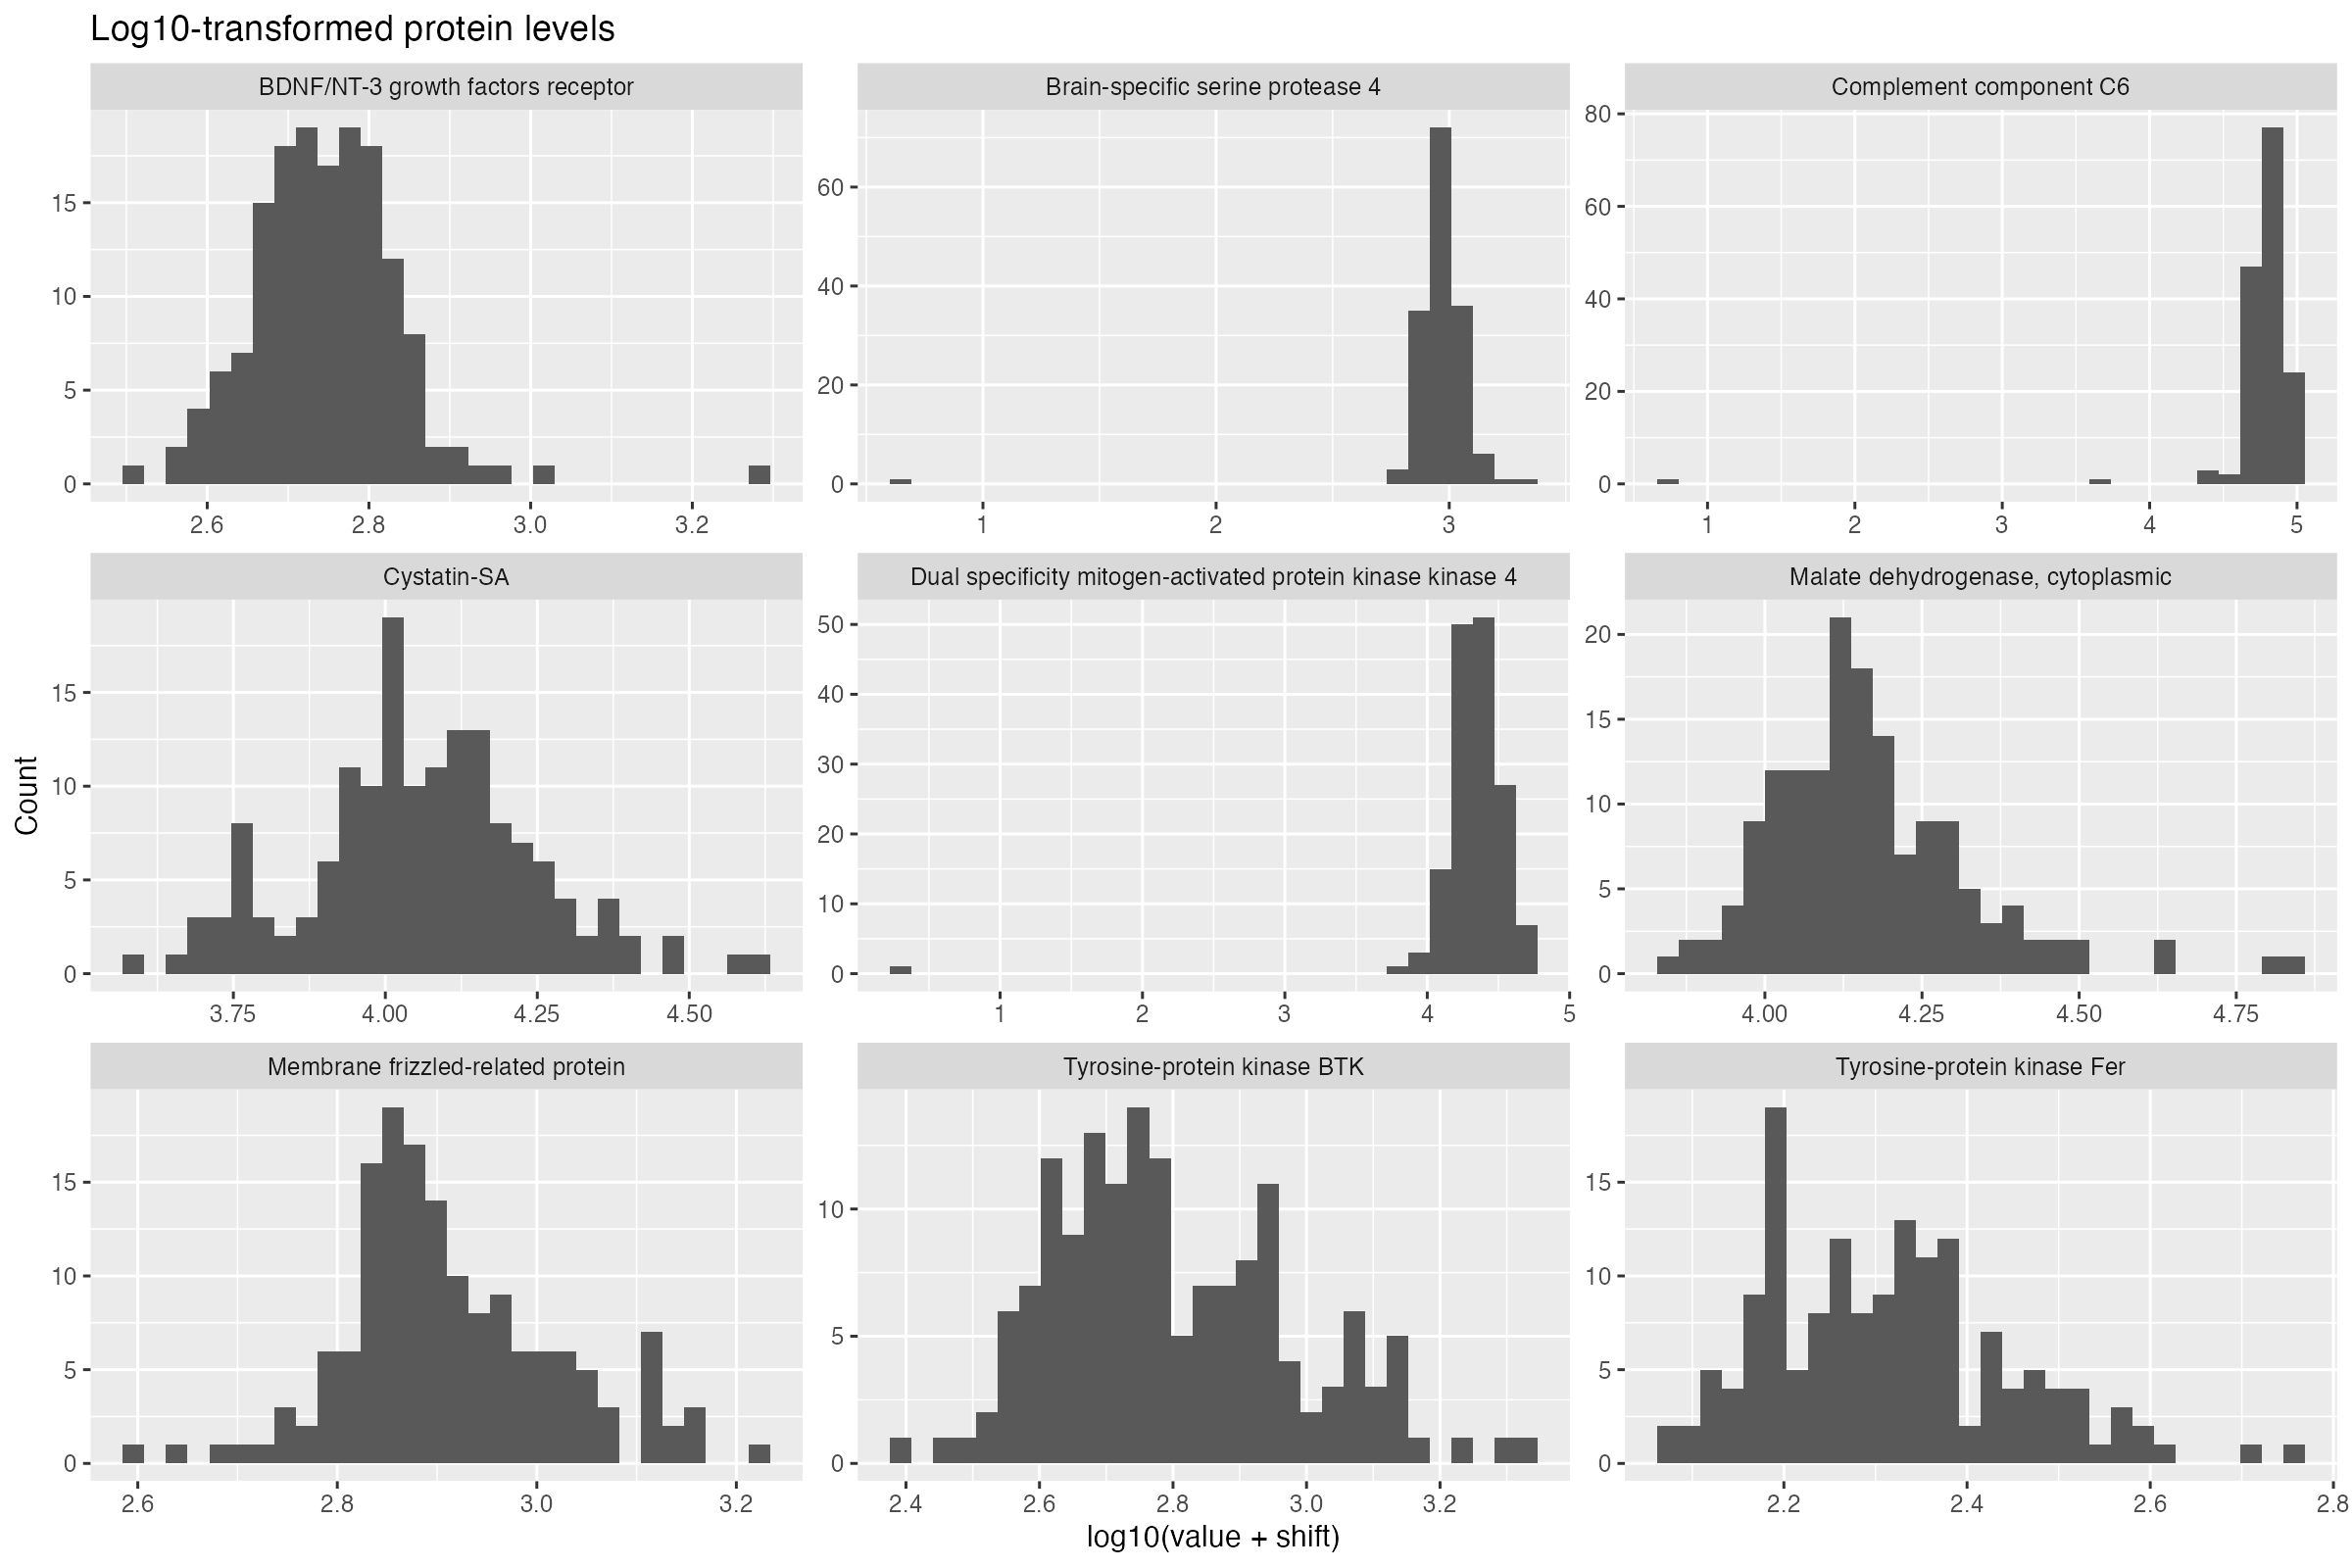 Log10-transformed protein levels
BDNF/NT-3 growth factors receptor
Brain-specific serine protease 4
Complement component C6
15
10
5
0
2.6 2.8 3.0 3.2
60
40
20
0
1 2 3
80
60
40
20
0
1 2 3 4 5
Cystatin-SA
Dual specificity mitogen-activated protein kinase kinase 4
Malate dehydrogenase, cytoplasmic
Count
15
10
5
0
3.75 4.00 4.25 4.50
50
40
30
20
10
0
1 2 3 4 5
20
15
10
5
0
4.00 4.25 4.50 4.75
Membrane frizzled-related protein
Tyrosine-protein kinase BTK
Tyrosine-protein kinase Fer
15
10
5
0
2.6 2.8 3.0 3.2
10
5
0
2.4 2.6 2.8 3.0 3.2
15
10
5
0
2.2 2.4 2.6 2.8
log10(value + shift)